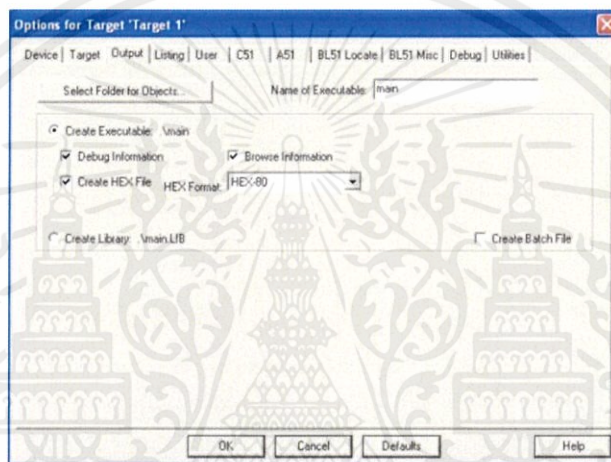 Options for Target 'Target 1'
Device | Target | Output | Listing | User | C51 | A51 | BL51 Locate | BL51 Misc | Debug | Utilities |
Select Folder for Objects... Name of Executable: main
Create Executable: .\main
Debug Information Browse Information
Create HEX File HEX Format: HEX-80
Create Library: .\main.LIB Create Batch File
OK Cancel Defaults Help